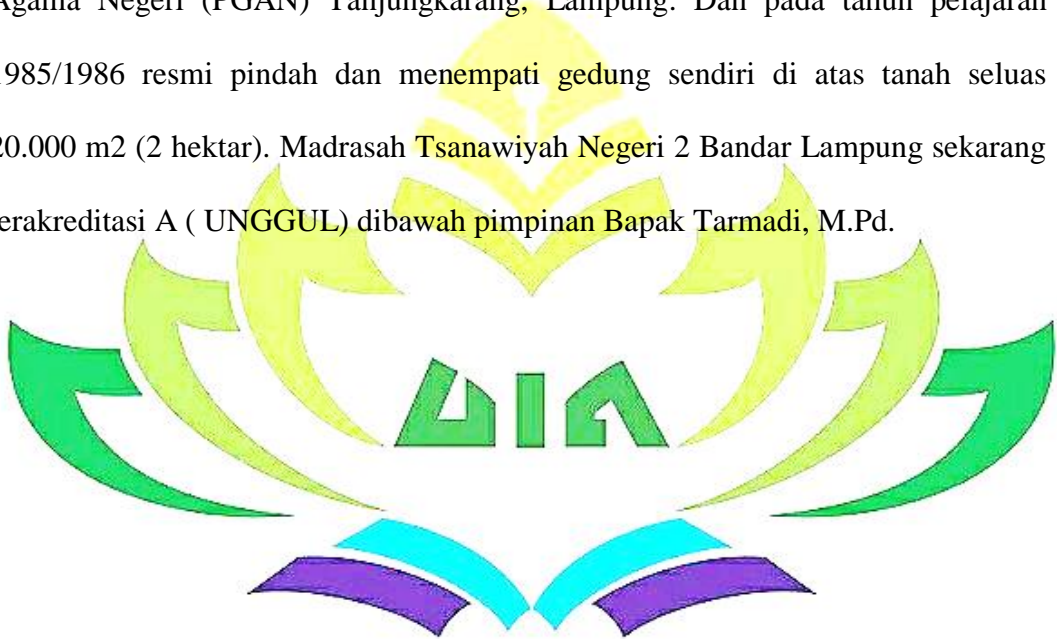 Agama Negeri (PGAN) Tanjungkarang, Lampung. Dan pada tahun pelajaran
1985/1986 resmi pindah dan menempati gedung sendiri di atas tanah seluas
20.000 m2 (2 hektar). Madrasah Tsanawiyah Negeri 2 Bandar Lampung sekarang
terakreditasi A ( UNGGUL) dibawah pimpinan Bapak Tarmadi, M.Pd.
UIN